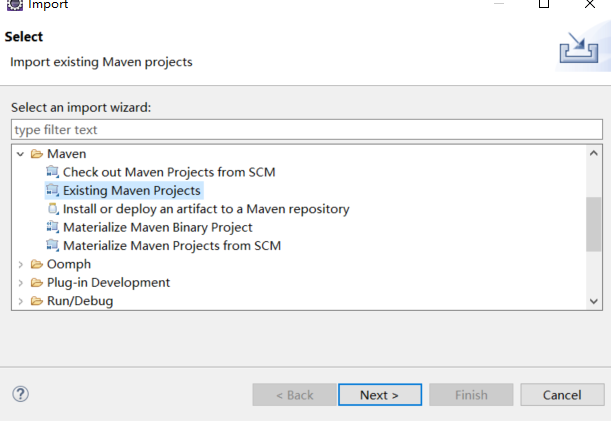 Import
Select
Import existing Maven projects
Select an import wizard:
type filter text
Maven
Check out Maven Projects from SCM
Existing Maven Projects
Install or deploy an artifact to a Maven repository
Materialize Maven Binary Project
Materialize Maven Projects from SCM
Oomph
Plug-in Development
Run/Debug
?
< Back
Next >
Finish
Cancel